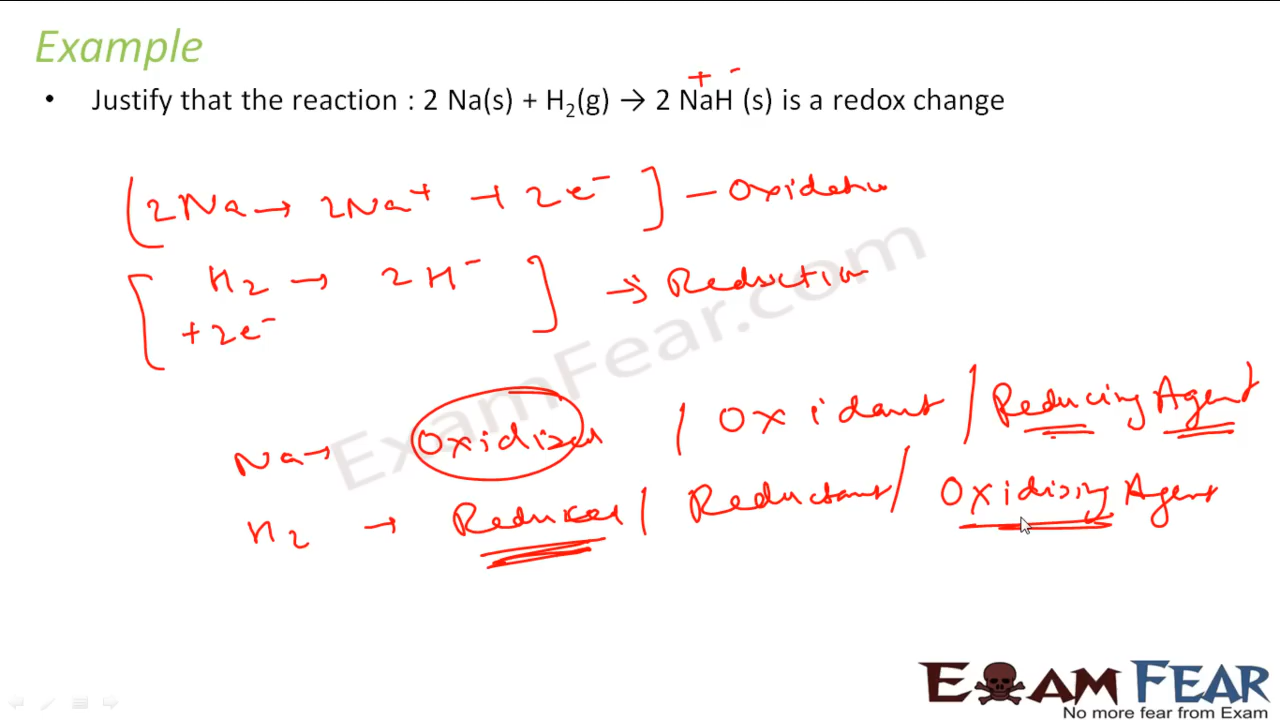 Example
• Justify that the reaction : 2 Na(s) + H₂(g) → 2 NaH (s) is a redox change
+ -
[2Na → 2Na⁺ + 2e⁻] - Oxidation
[H₂ → 2H⁻] → Reduction
+2e⁻
Na → Oxidized / Oxidant / Reducing Agent
H₂ → Reduced / Reductant / Oxidising Agent
ExamFear.com
EXAM FEAR
No more fear from Exam